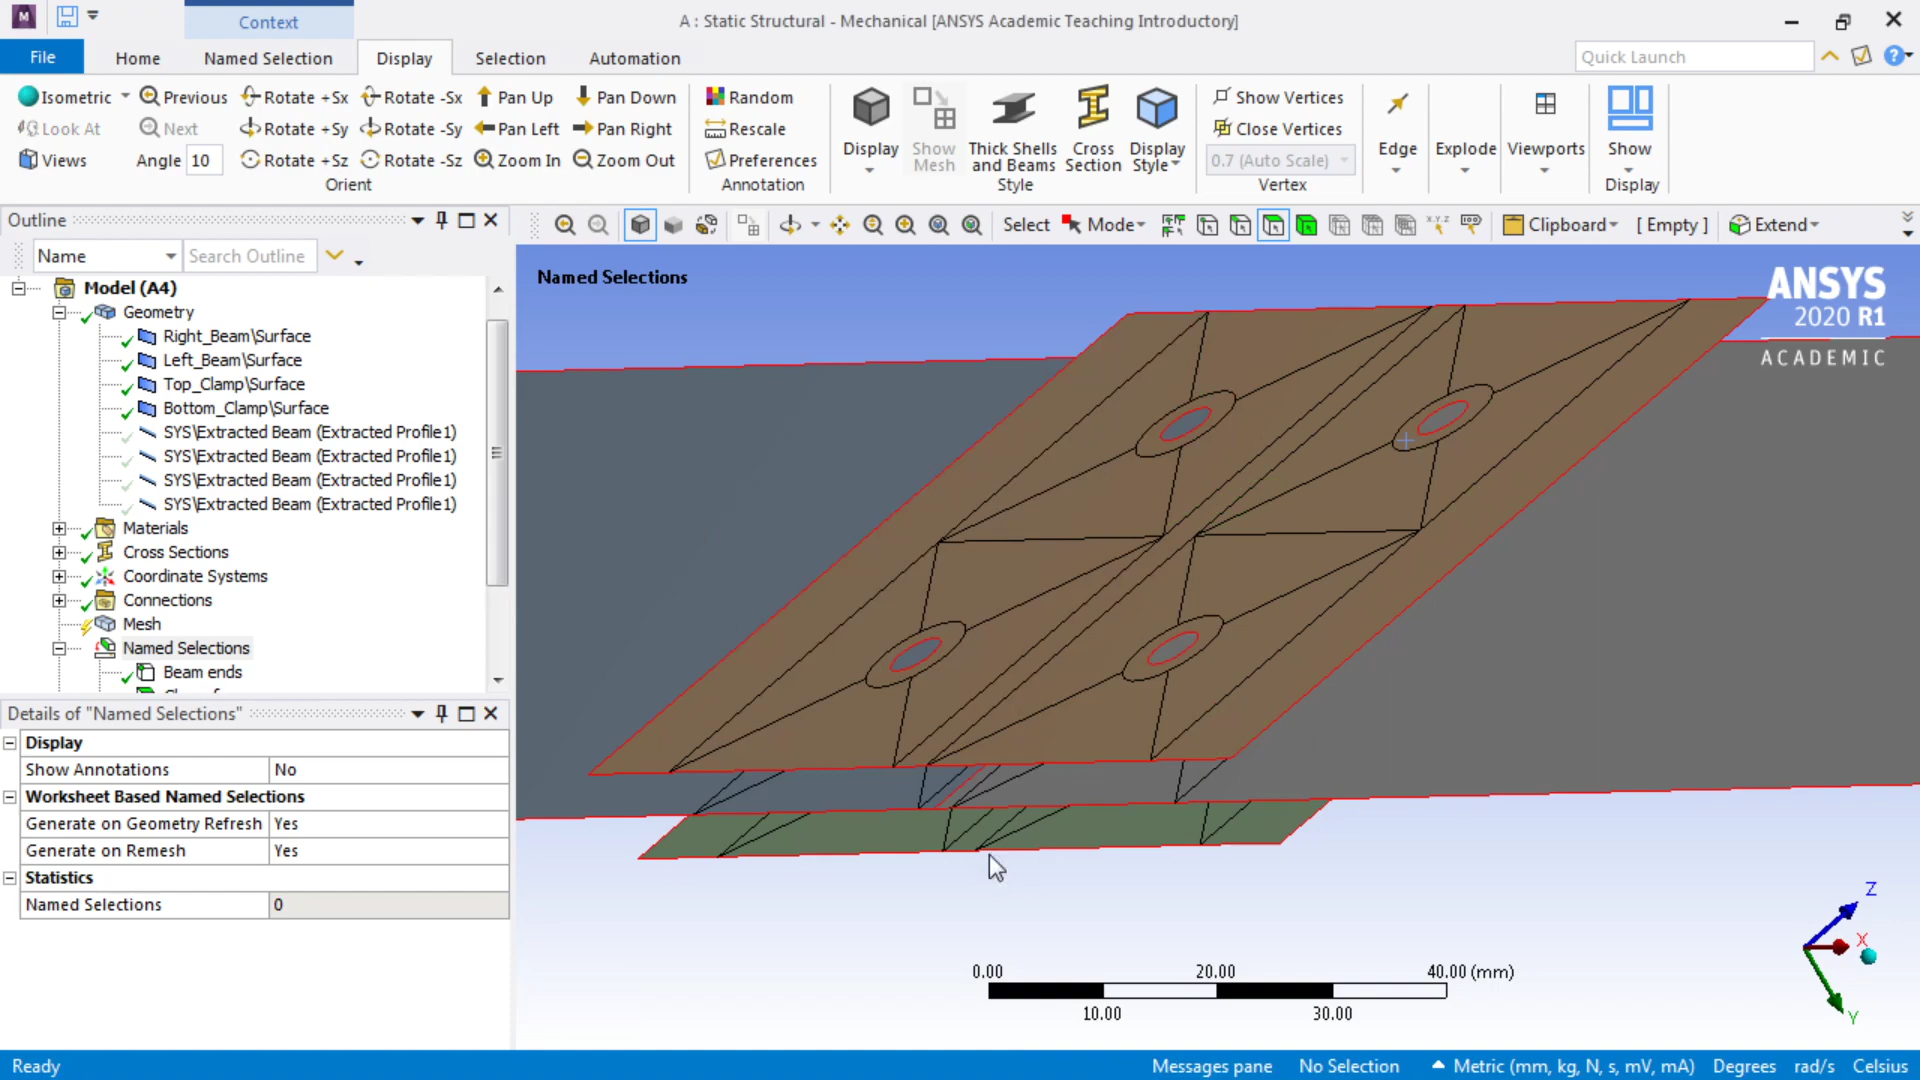 M
Context
A : Static Structural - Mechanical [ANSYS Academic Teaching Introductory]
File
Home
Named Selection
Display
Selection
Automation
Quick Launch
Isometric
Previous
Rotate +Sx
Rotate -Sx
Pan Up
Pan Down
Random
Show Vertices
Look At
Next
Rotate +Sy
Rotate -Sy
Pan Left
Pan Right
Rescale
Close Vertices
Views
Angle 10
Rotate +Sz
Rotate -Sz
Zoom In
Zoom Out
Preferences
0.7 (Auto Scale)
Display
Show Mesh
Thick Shells and Beams
Cross Section
Display Style
Edge
Explode
Viewports
Show
Orient
Annotation
Style
Vertex
Display
Outline
Select
Mode
Clipboard
[ Empty ]
Extend
Name
Search Outline
Model (A4)
Geometry
Right_Beam\Surface
Left_Beam\Surface
Top_Clamp\Surface
Bottom_Clamp\Surface
SYS\Extracted Beam (Extracted Profile1)
SYS\Extracted Beam (Extracted Profile1)
SYS\Extracted Beam (Extracted Profile1)
SYS\Extracted Beam (Extracted Profile1)
Materials
Cross Sections
Coordinate Systems
Connections
Mesh
Named Selections
Beam ends
Details of "Named Selections"
Display
Show Annotations No
Worksheet Based Named Selections
Generate on Geometry Refresh Yes
Generate on Remesh Yes
Statistics
Named Selections 0
Named Selections
ANSYS
2020 R1
ACADEMIC
Z
X
Y
0.00 20.00 40.00 (mm)
10.00 30.00
Ready
Messages pane
No Selection
Metric (mm, kg, N, s, mV, mA)
Degrees
rad/s
Celsius